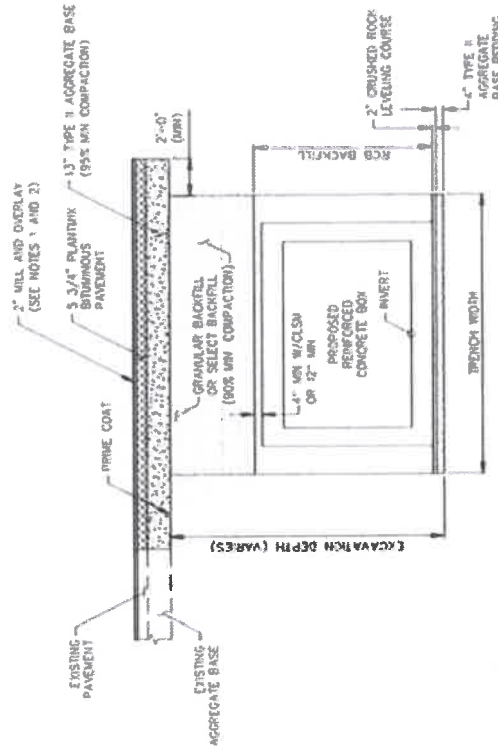 2" MILL AND OVERLAY
(SEE NOTES 1 AND 2)
5 3/4" PLANTMIX
BITUMINOUS
PAVEMENT
13" TYPE II AGGREGATE BASE
(95% MIN COMPACTION)
PRIME COAT
EXISTING
PAVEMENT
EXISTING
AGGREGATE BASE
2'-0"
(MIN)
GRANULAR BACKFILL
OR SELECT BACKFILL
(90% MIN COMPACTION)
4" MIN W/CLSM
OR 12" MIN
PROPOSED
REINFORCED
CONCRETE BOX
INVERT
EXCAVATION DEPTH (VARIES)
RCB BACKFILL
TRENCH WIDTH
2" CRUSHED ROCK
LEVELING COURSE
4" TYPE II
AGGREGATE
BASE BEDDING